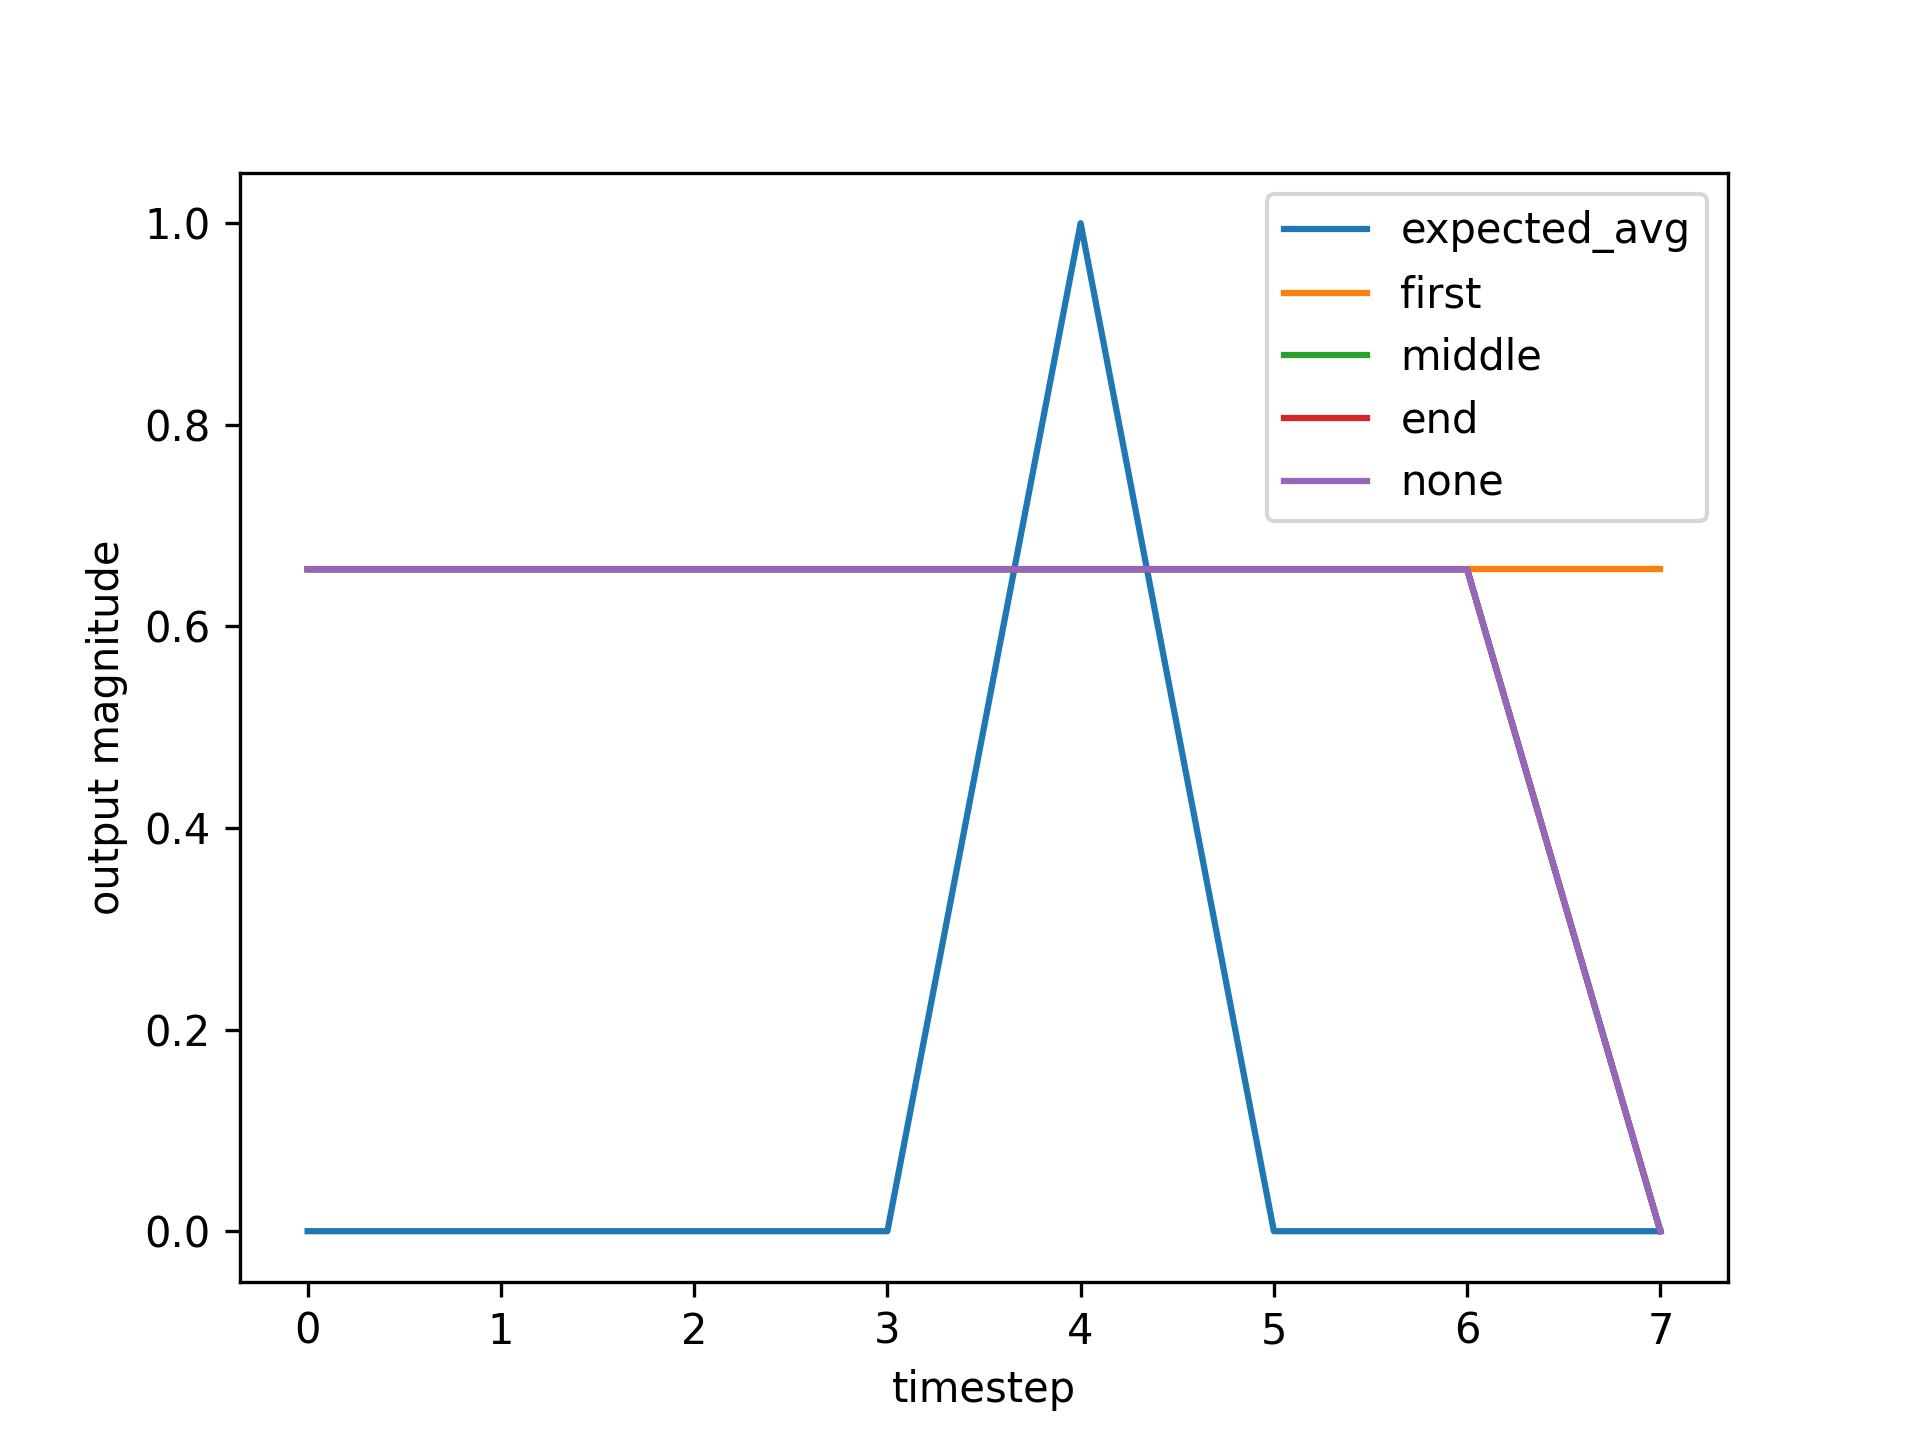 expected_avg
first
middle
end
none
output magnitude
1.0
0.8
0.6
0.4
0.2
0.0
0 1 2 3 4 5 6 7
timestep